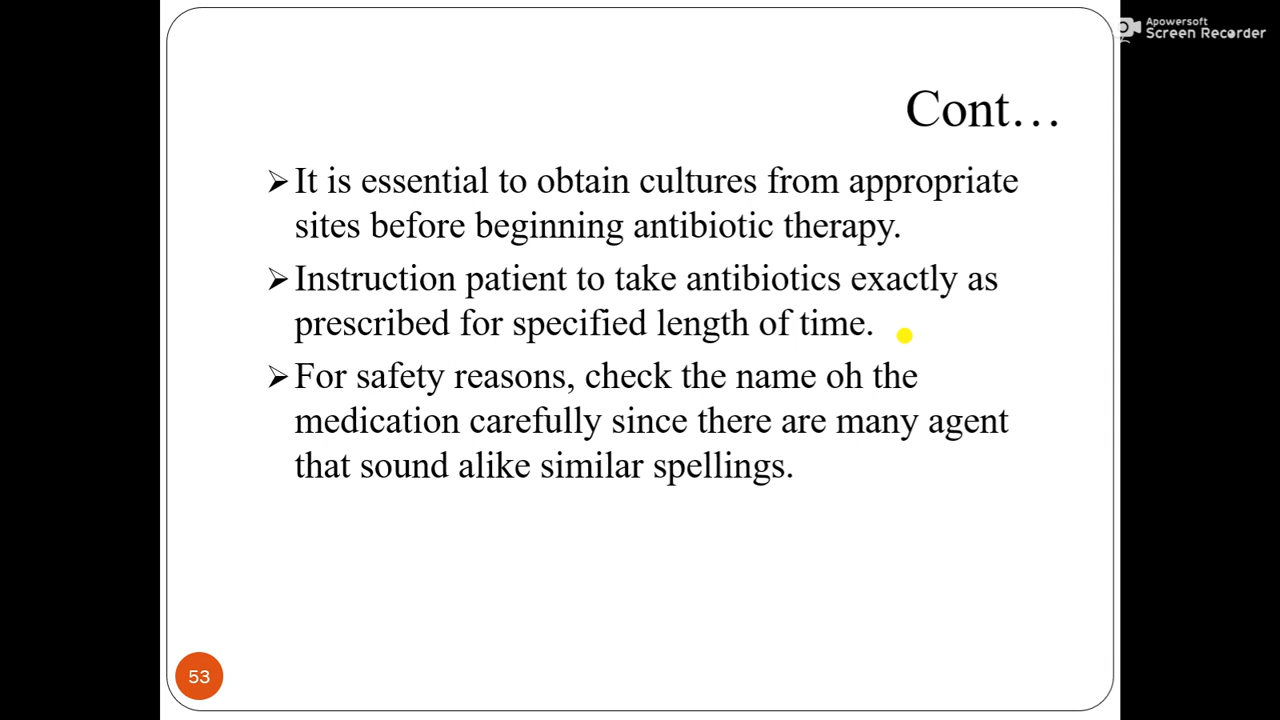 Apowersoft
Screen Recorder
Cont…
➢It is essential to obtain cultures from appropriate
sites before beginning antibiotic therapy.
➢Instruction patient to take antibiotics exactly as
prescribed for specified length of time.
➢For safety reasons, check the name oh the
medication carefully since there are many agent
that sound alike similar spellings.
53